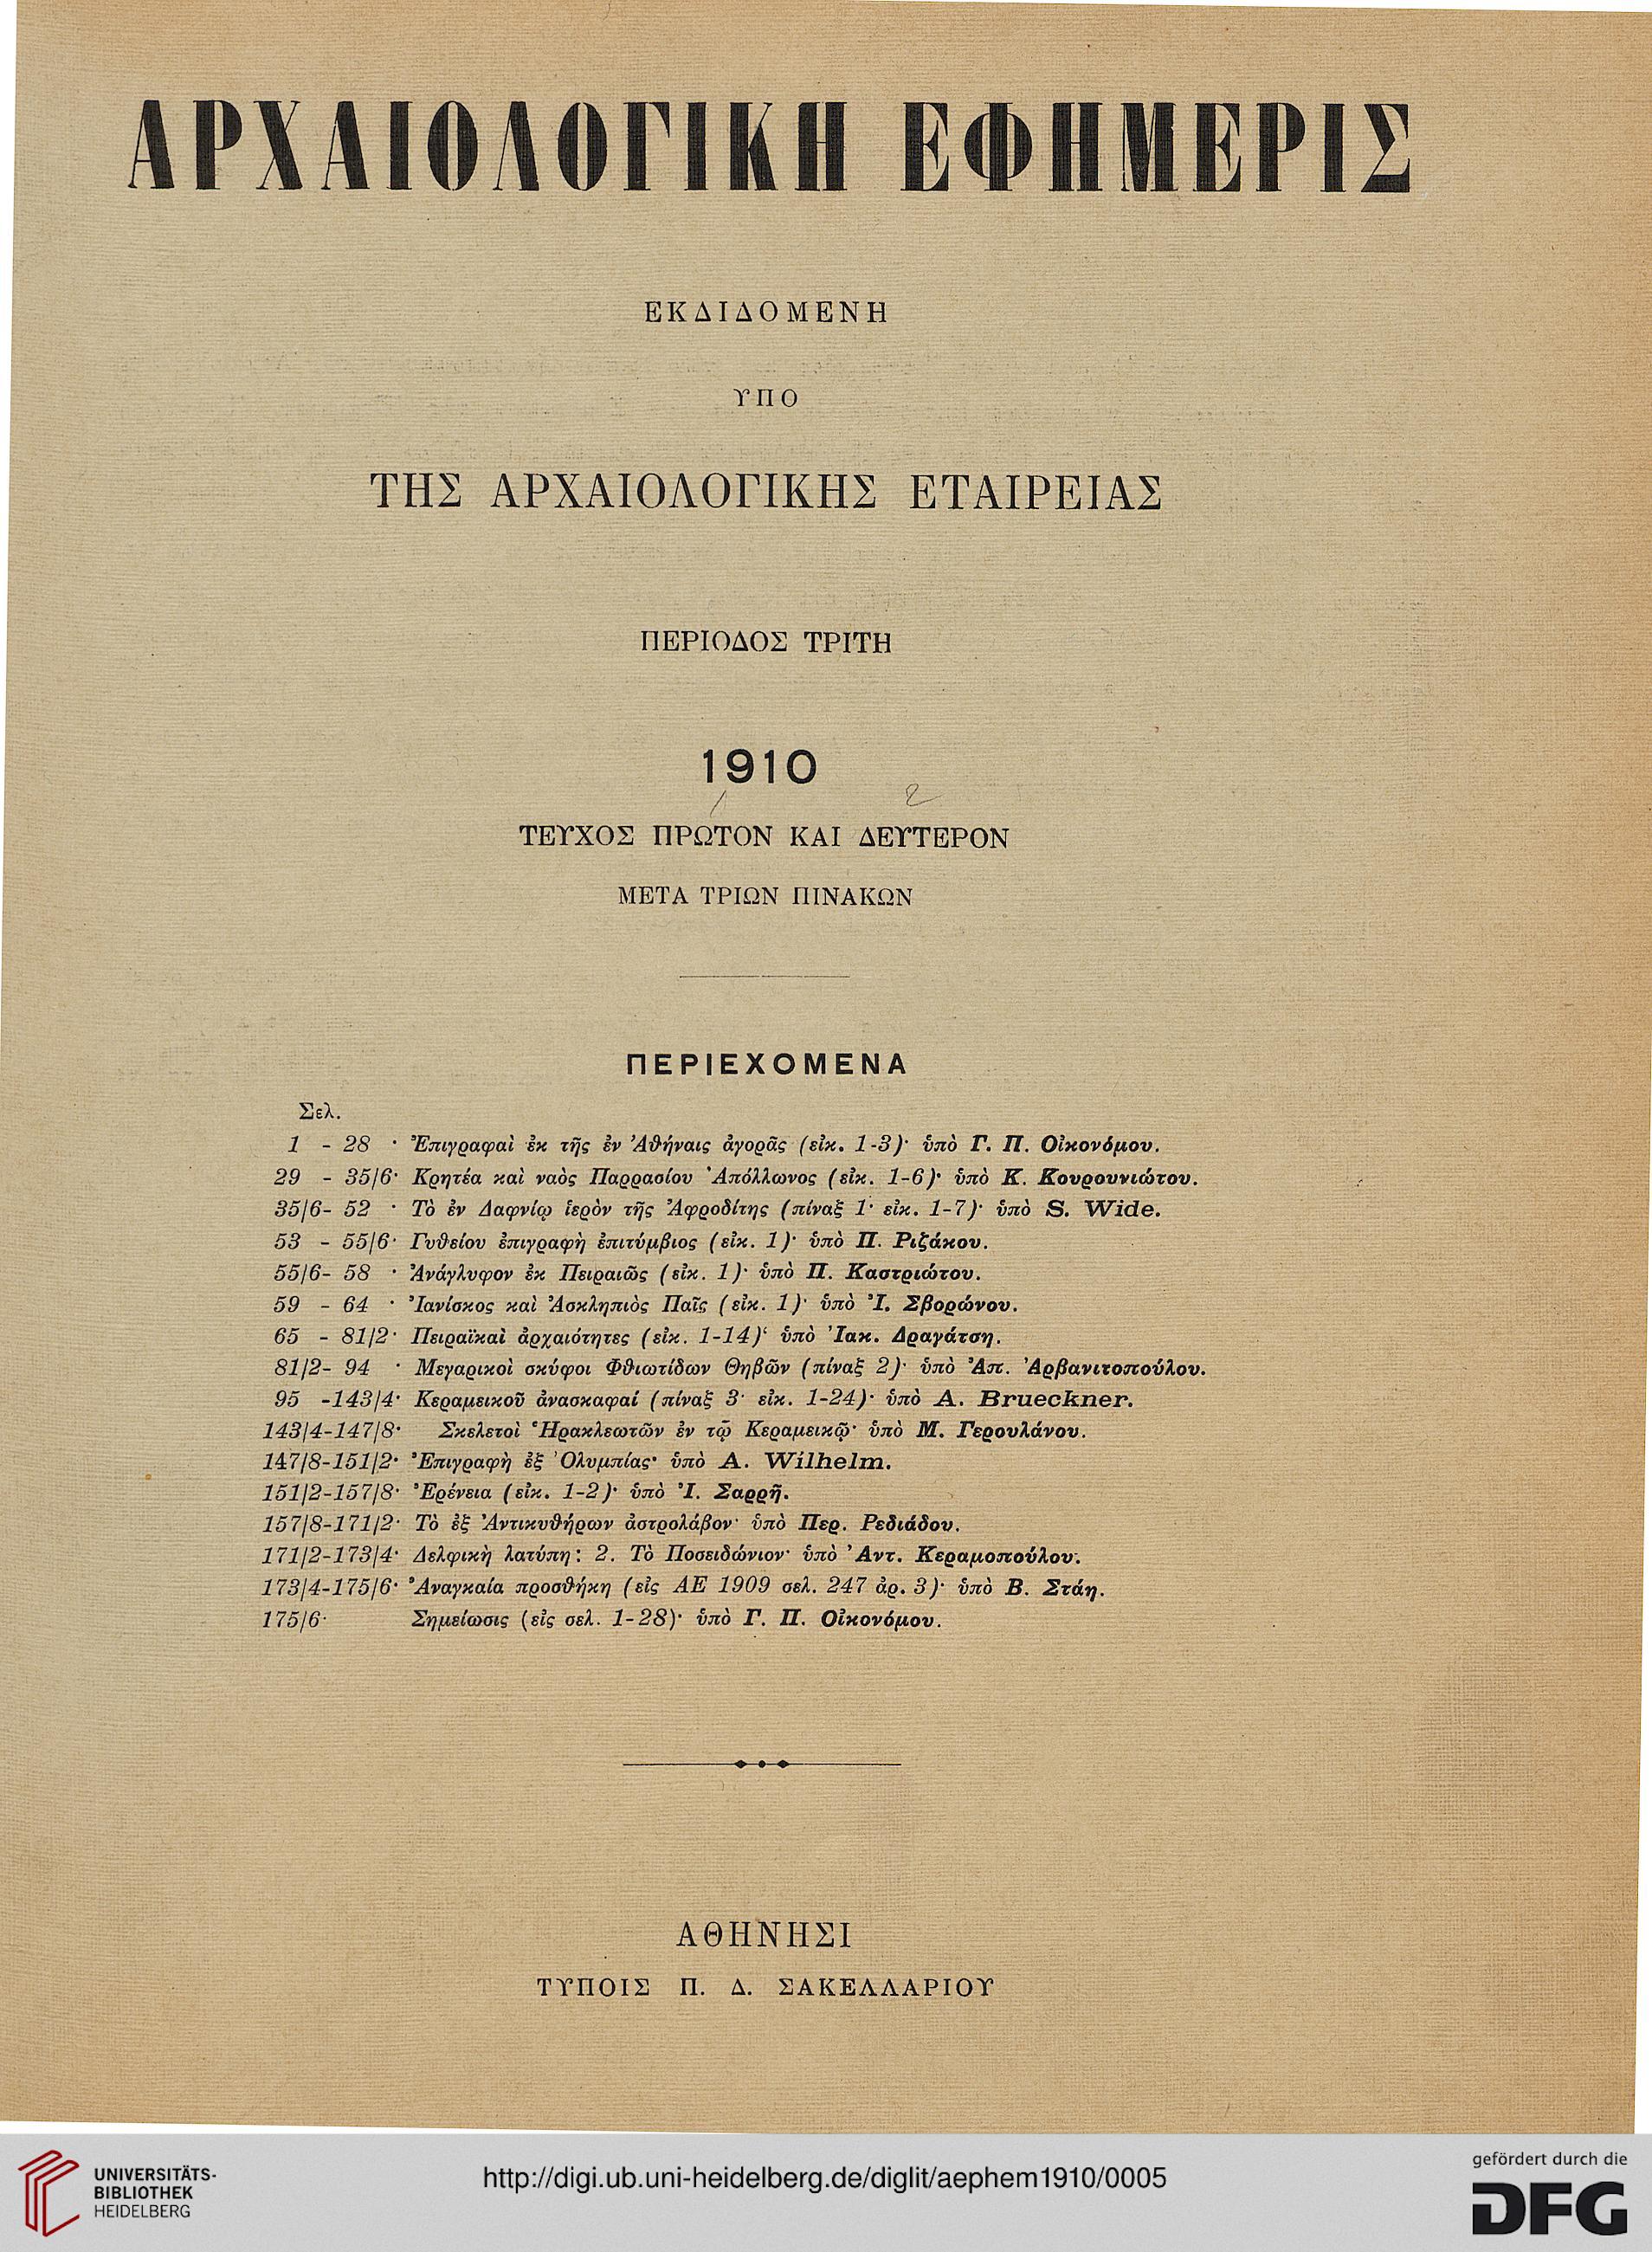 ΑΡΧΑΙΟΛΟΓΙΚΗ ΕΦΗΜΕΡΙΣ
ΕΚΔΙΔΟΜΕΝΗ
ΥΠΟ
ΤΗΣ ΑΡΧΑΙΟΛΟΓΙΚΗΣ ΕΤΑΙΡΕΙΑΣ
ΠΕΡΙΟΔΟΣ ΤΡΙΤΗ
1910
1 2
ΤΕΥΧΟΣ ΠΡΩΤΟΝ ΚΑΙ ΔΕΥΤΕΡΟΝ
ΜΕΤΑ ΤΡΙΩΝ ΠΙΝΑΚΩΝ
ΠΕΡΙΕΧΟΜΕΝΑ
Σελ.
1 - 28 · Ἐπιγραφαὶ ἐκ τῆς ἐν Ἀθήναις ἀγορᾶς (εἰκ. 1-3)· ὑπὸ Γ. Π. Οἰκονόμου.
29 - 35/6· Κρητέα καὶ ναὸς Παρρασίου Ἀπόλλωνος (εἰκ. 1-6)· ὑπὸ Κ. Κουρουνιώτου.
35/6- 52 · Τὸ ἐν Δαφνίῳ ἱερὸν τῆς Ἀφροδίτης (πίναξ 1· εἰκ. 1-7)· ὑπὸ S. Wide.
53 - 55/6· Γυθείου ἐπιγραφὴ ἐπιτύμβιος (εἰκ. 1)· ὑπὸ Π. Ριζάκου.
55/6- 58 · Ἀνάγλυφον ἐκ Πειραιῶς (εἰκ. 1)· ὑπὸ Π. Καστριώτου.
59 - 64 · Ἰανίσκος καὶ Ἀσκληπιὸς Παῖς (εἰκ. 1)· ὑπὸ Ἰ. Σβορώνου.
65 - 81/2· Πειραϊκαὶ ἀρχαιότητες (εἰκ. 1-14)· ὑπὸ Ἰακ. Δραγάτση.
81/2- 94 · Μεγαρικοὶ σκύφοι Φθιωτίδων Θηβῶν (πίναξ 2)· ὑπὸ Ἀπ. Ἀρβανιτοπούλου.
95 -143/4· Κεραμεικοῦ ἀνασκαφαί (πίναξ 3· εἰκ. 1-24)· ὑπὸ A. Brueckner.
143/4-147/8· Σκελετοὶ Ἡρακλεωτῶν ἐν τῷ Κεραμεικῷ· ὑπὸ Μ. Γερουλάνου.
147/8-151/2· Ἐπιγραφὴ ἐξ Ὀλυμπίας· ὑπὸ A. Wilhelm.
151/2-157/8· Ἐρένεια (εἰκ. 1-2)· ὑπὸ Ἰ. Σαρρῆ.
157/8-171/2· Τὸ ἐξ Ἀντικυθήρων ἀστρολάβον· ὑπὸ Περ. Ρεδιάδου.
171/2-173/4· Δελφικὴ λατύπη: 2. Τὸ Ποσειδώνιον· ὑπὸ Ἀντ. Κεραμοπούλου.
173/4-175/6· Ἀναγκαία προσθήκη (εἰς ΑΕ 1909 σελ. 247 ἀρ. 3)· ὑπὸ Β. Στάη.
175/6· Σημείωσις (εἰς σελ. 1-28)· ὑπὸ Γ. Π. Οἰκονόμου.
ΑΘΗΝΗΣΙ
ΤΥΠΟΙΣ Π. Δ. ΣΑΚΕΛΛΑΡΙΟΥ
UNIVERSITÄTS-
BIBLIOTHEK
HEIDELBERG
http://digi.ub.uni-heidelberg.de/diglit/aephem1910/0005
gefördert durch die
DFG